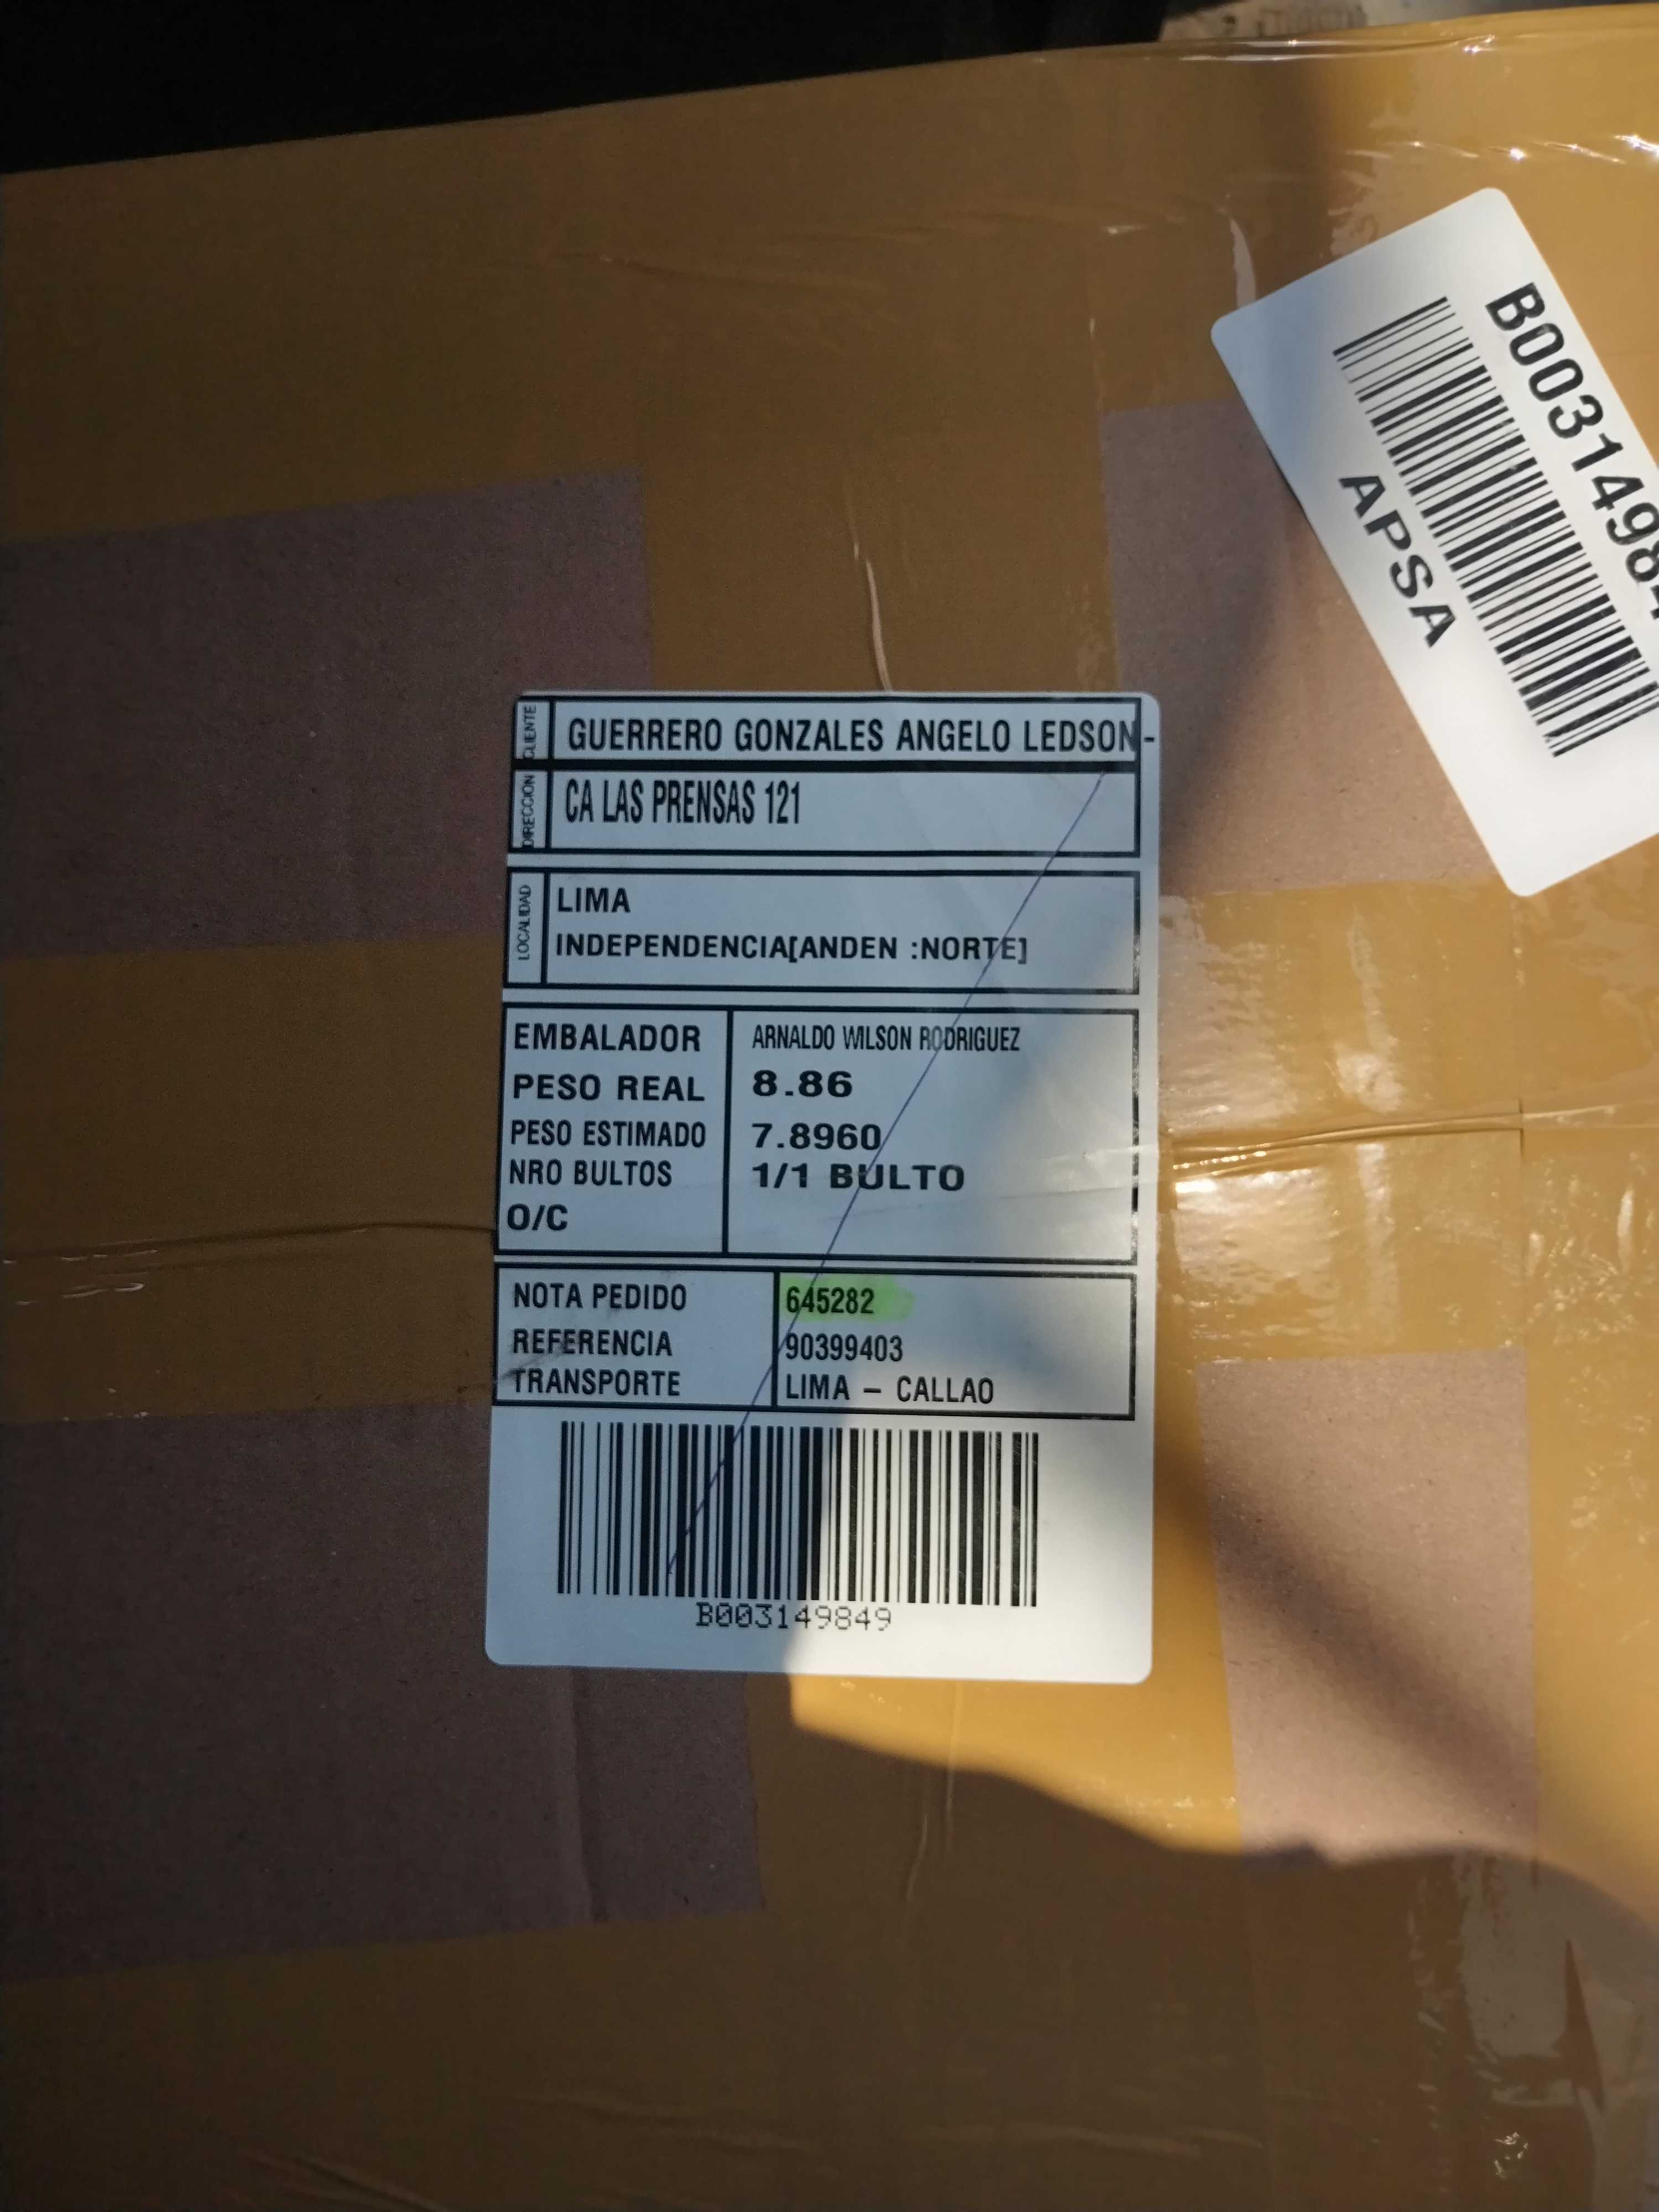 CLIENTE GUERRERO GONZALES ANGELO LEDSON -
DIRECCION CA LAS PRENSAS 121
LOCALIDAD LIMA
INDEPENDENCIA[ANDEN :NORTE]
EMBALADOR ARNALDO WILSON RODRIGUEZ
PESO REAL 8.86
PESO ESTIMADO 7.8960
NRO BULTOS 1/1 BULTO
O/C
NOTA PEDIDO 645282
REFERENCIA 90399403
TRANSPORTE LIMA – CALLAO
B003149849
B00314984
APSA